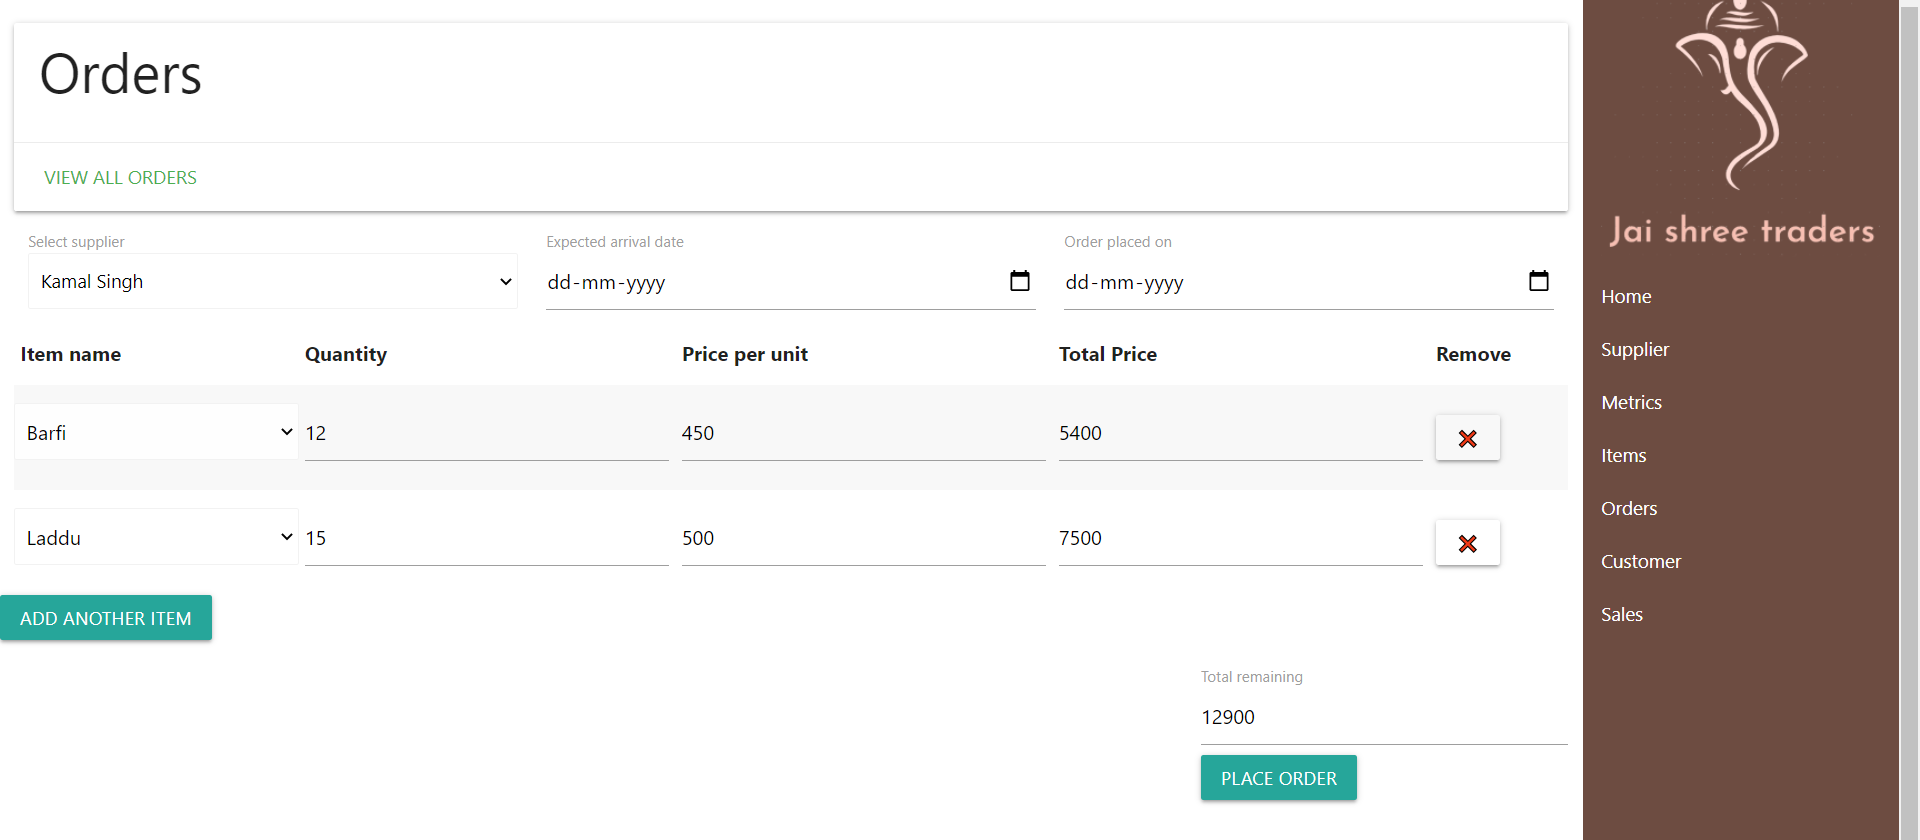 Orders
VIEW ALL ORDERS
Select supplier Expected arrival date Order placed on
Kamal Singh dd-mm-yyyy dd-mm-yyyy
Item name Quantity Price per unit Total Price Remove
Barfi 12 450 5400
Laddu 15 500 7500
ADD ANOTHER ITEM
Total remaining
12900
PLACE ORDER
Jai shree traders
Home
Supplier
Metrics
Items
Orders
Customer
Sales